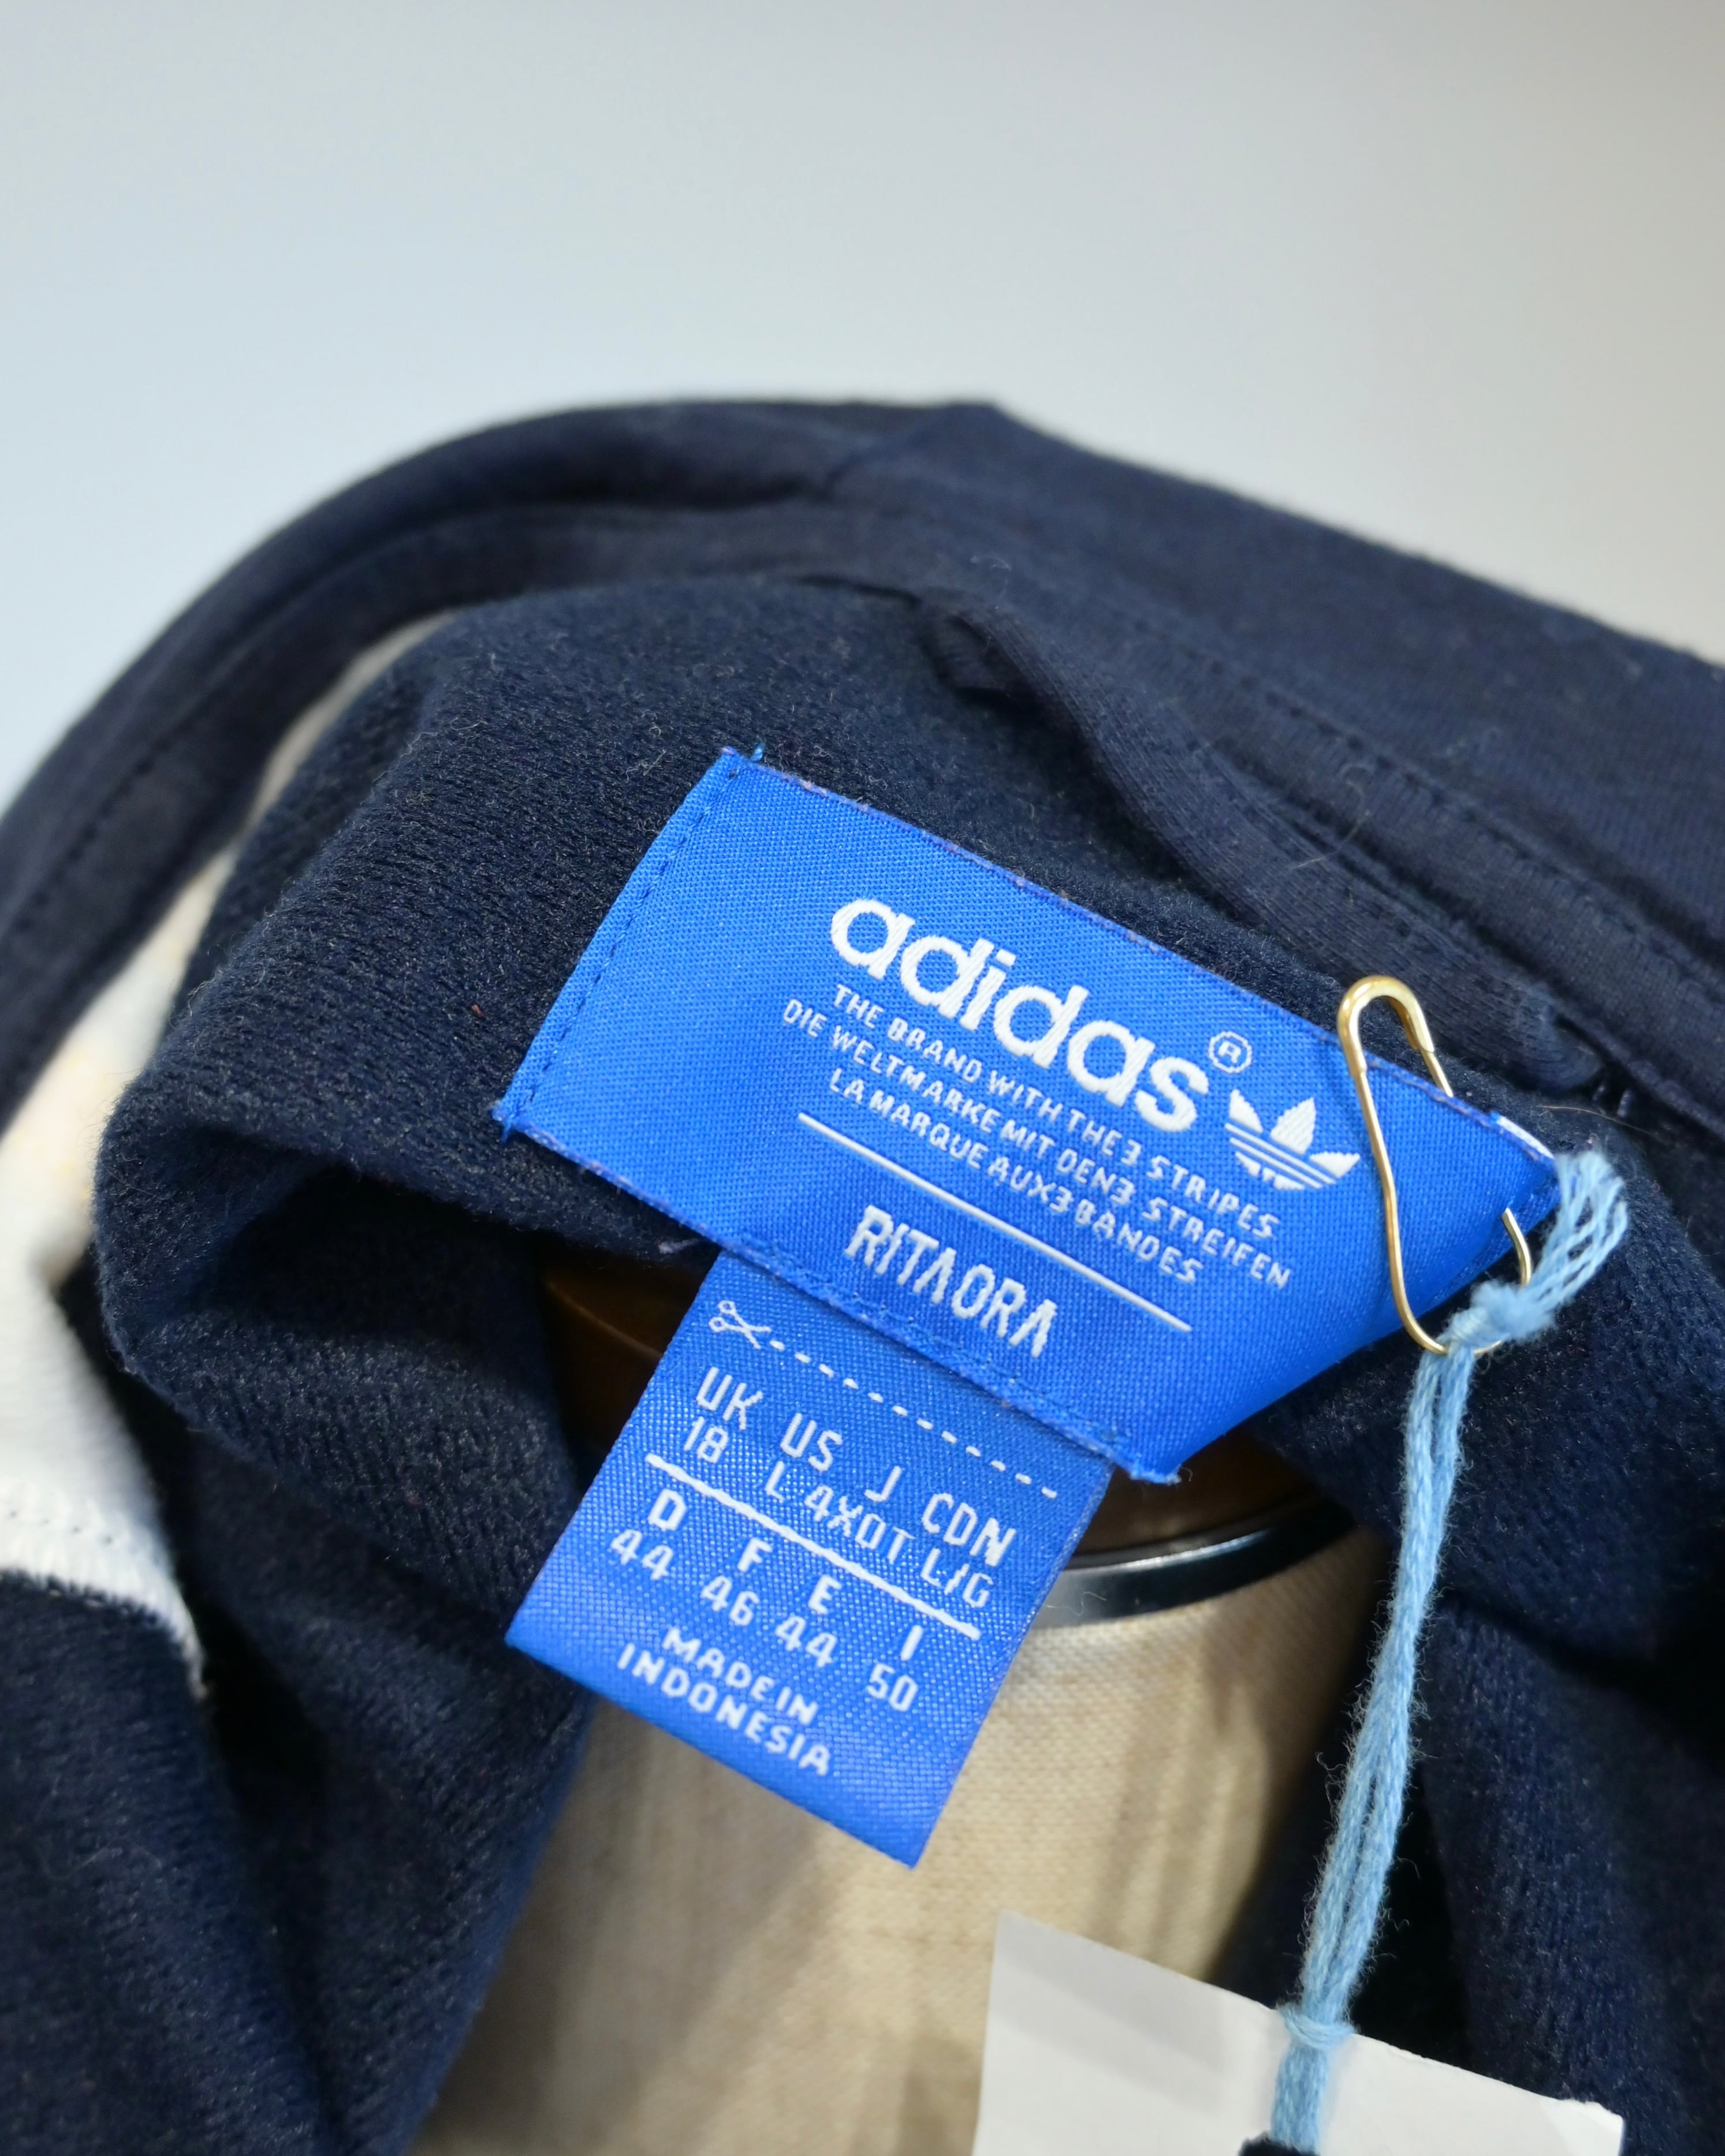 adidas®
THE BRAND WITH THE 3 STRIPES
DIE WELTMARKE MIT DEN 3 STREIFEN
LA MARQUE AUX 3 BANDES
RITA ORA
UK US J CDN
18 L 4XOT L/G
D F E I
44 46 44 50
MADE IN
INDONESIA